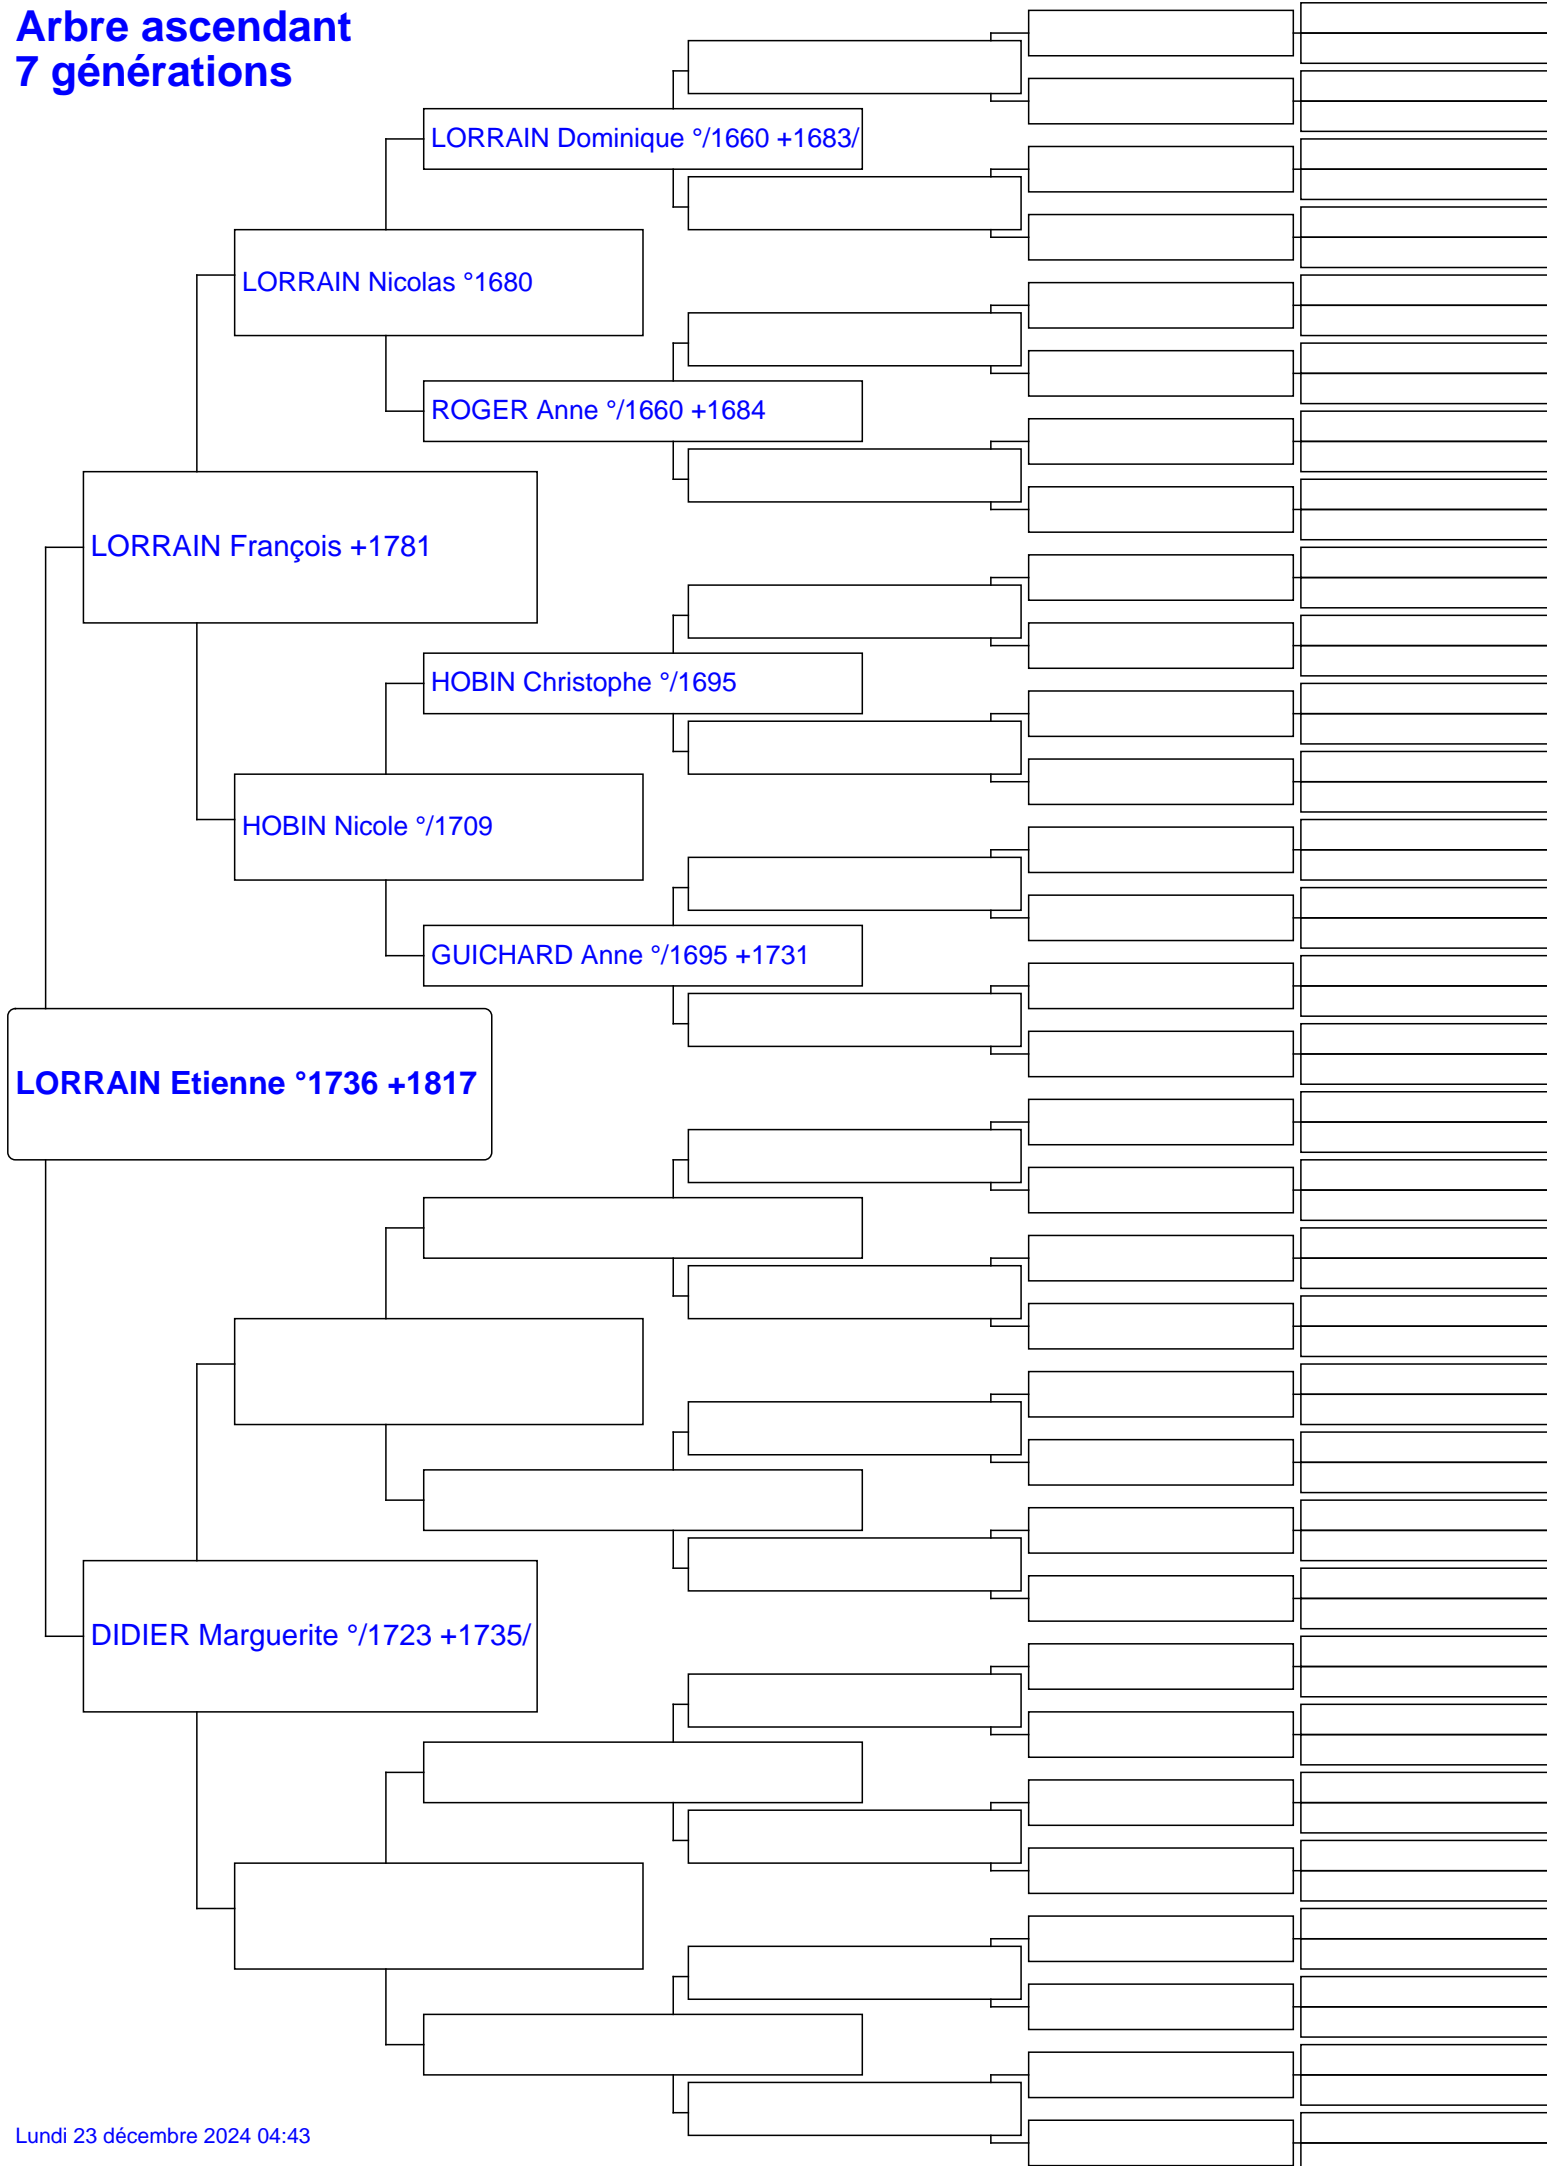 Arbre ascendant
7 générations
LORRAIN Dominique °/1660 +1683/
LORRAIN Nicolas °1680
ROGER Anne °/1660 +1684
LORRAIN François +1781
HOBIN Christophe °/1695
HOBIN Nicole °/1709
GUICHARD Anne °/1695 +1731
LORRAIN Etienne °1736 +1817
DIDIER Marguerite °/1723 +1735/
Lundi 23 décembre 2024 04:43